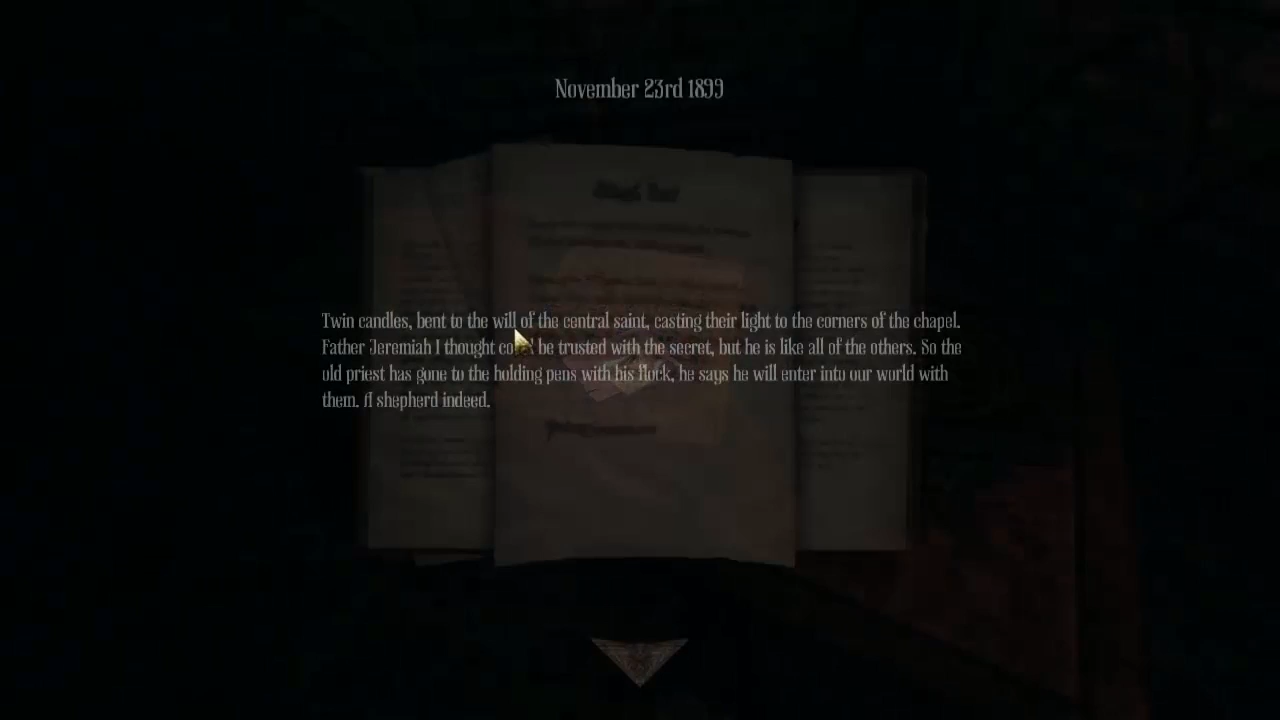 November 23rd 1899
Twin candles, bent to the will of the central saint, casting their light to the corners of the chapel.
Father Jeremiah I thought be trusted with the secret, but he is like all of the others. So the
old priest has gone to the holding pens with his flock, he says he will enter into our world with
them. A shepherd indeed.